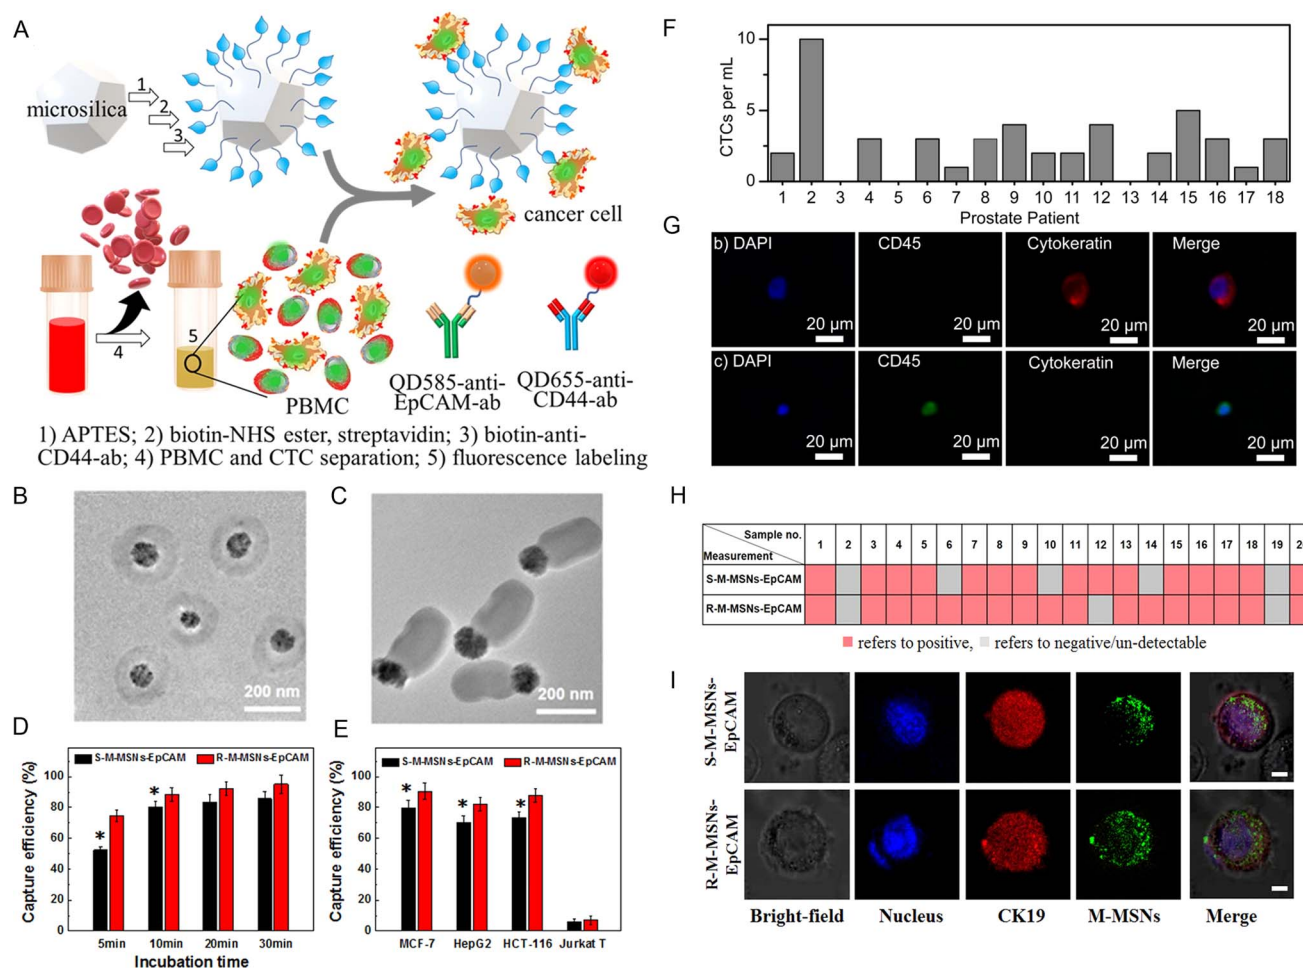 A
microsilica
1
2
3
cancer cell
4
5
PBMC
QD585-anti-
EpCAM-ab
QD655-anti-
CD44-ab
1) APTES; 2) biotin-NHS ester, streptavidin; 3) biotin-anti-
CD44-ab; 4) PBMC and CTC separation; 5) fluorescence labeling
B
200 nm
C
200 nm
D
S-M-MSNs-EpCAM
R-M-MSNs-EpCAM
Capture efficiency (%)
100
80
60
40
20
0
*
*
5min 10min 20min 30min
Incubation time
E
S-M-MSNs-EpCAM
R-M-MSNs-EpCAM
Capture efficiency (%)
100
80
60
40
20
0
*
*
*
MCF-7 HepG2 HCT-116 Jurkat T
F
CTCs per mL
10
5
0
1 2 3 4 5 6 7 8 9 10 11 12 13 14 15 16 17 18
Prostate Patient
G
b) DAPI CD45 Cytokeratin Merge
20 μm 20 μm 20 μm 20 μm
c) DAPI CD45 Cytokeratin Merge
20 μm 20 μm 20 μm 20 μm
H
Sample no.
Measurement
1 2 3 4 5 6 7 8 9 10 11 12 13 14 15 16 17 18 19
S-M-MSNs-EpCAM
R-M-MSNs-EpCAM
refers to positive, refers to negative/un-detectable
I
S-M-MSNs-
EpCAM
R-M-MSNs-
EpCAM
Bright-field Nucleus CK19 M-MSNs Merge